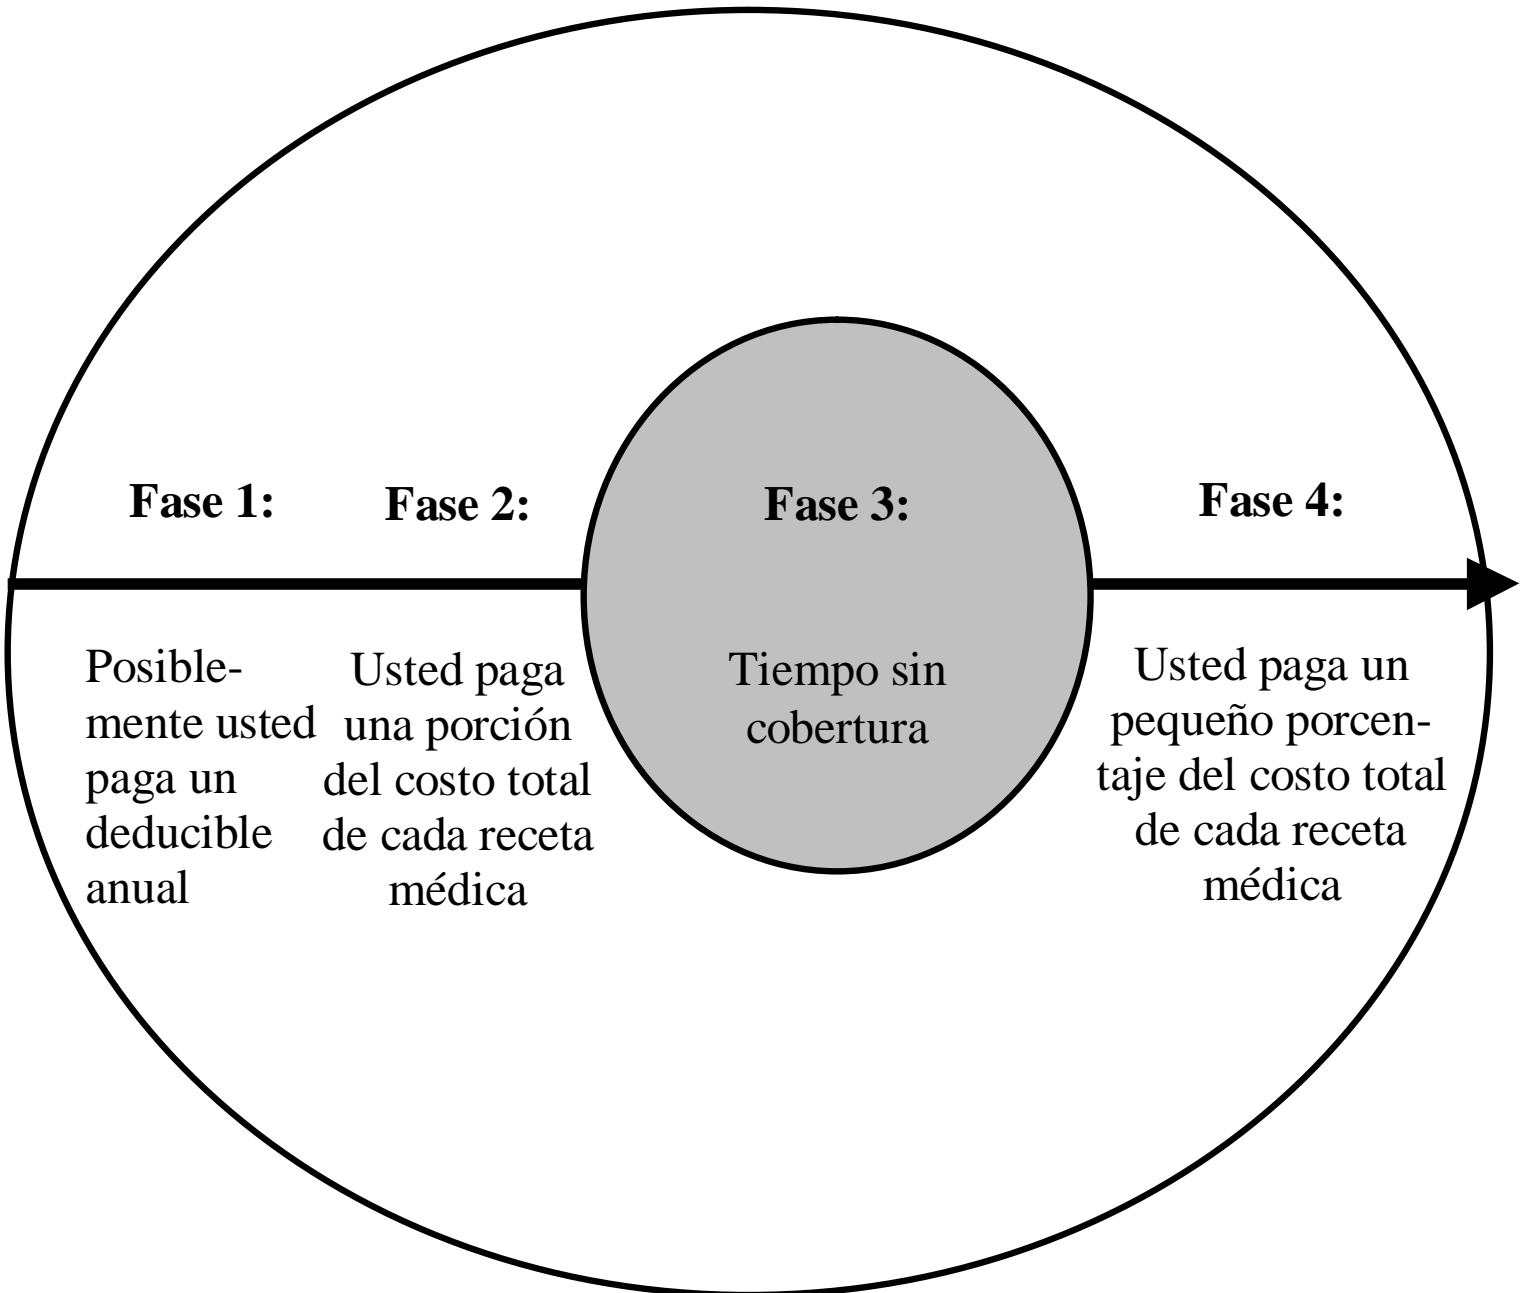 Fase 1:
Posible-
mente usted
paga un
deducible
anual
Fase 2:
Usted paga
una porción
del costo total
de cada receta
médica
Fase 3:
Tiempo sin
cobertura
Fase 4:
Usted paga un
pequeño porcen-
taje del costo total
de cada receta
médica